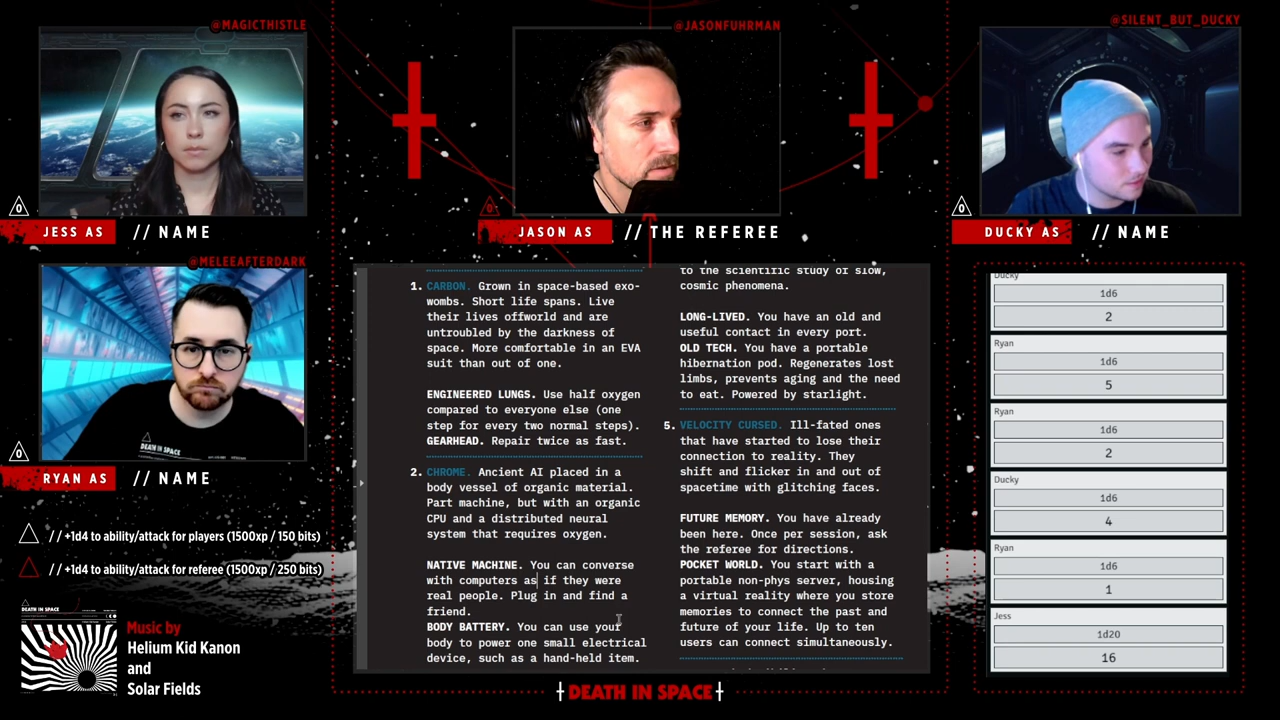 @MAGICTHISTLE
@JASONFUHRMAN
@SILENT_BUT_DUCKY
0
JESS AS // NAME
0
JASON AS // THE REFEREE
0
DUCKY AS // NAME
@MELEEAFTERDARK
DEATH IN SPACE
0
RYAN AS // NAME
// +1d4 to ability/attack for players (1500xp / 150 bits)
// +1d4 to ability/attack for referee (1500xp / 250 bits)
DEATH IN SPACE
Music by
Helium Kid Kanon
and
Solar Fields
1. CARBON. Grown in space-based exo-
wombs. Short life spans. Live
their lives offworld and are
untroubled by the darkness of
space. More comfortable in an EVA
suit than out of one.
ENGINEERED LUNGS. Use half oxygen
compared to everyone else (one
step for every two normal steps).
GEARHEAD. Repair twice as fast.
2. CHROME. Ancient AI placed in a
body vessel of organic material.
Part machine, but with an organic
CPU and a distributed neural
system that requires oxygen.
NATIVE MACHINE. You can converse
with computers as if they were
real people. Plug in and find a
friend.
BODY BATTERY. You can use your
body to power one small electrical
device, such as a hand-held item.
to the scientific study of slow,
cosmic phenomena.
LONG-LIVED. You have an old and
useful contact in every port.
OLD TECH. You have a portable
hibernation pod. Regenerates lost
limbs, prevents aging and the need
to eat. Powered by starlight.
5. VELOCITY CURSED. Ill-fated ones
that have started to lose their
connection to reality. They
shift and flicker in and out of
spacetime with glitching faces.
FUTURE MEMORY. You have already
been here. Once per session, ask
the referee for directions.
POCKET WORLD. You start with a
portable non-phys server, housing
a virtual reality where you store
memories to connect the past and
future of your life. Up to ten
users can connect simultaneously.
Ducky
1d6
2
Ryan
1d6
5
Ryan
1d6
2
Ducky
1d6
4
Ryan
1d6
1
Jess
1d20
16
DEATH IN SPACE